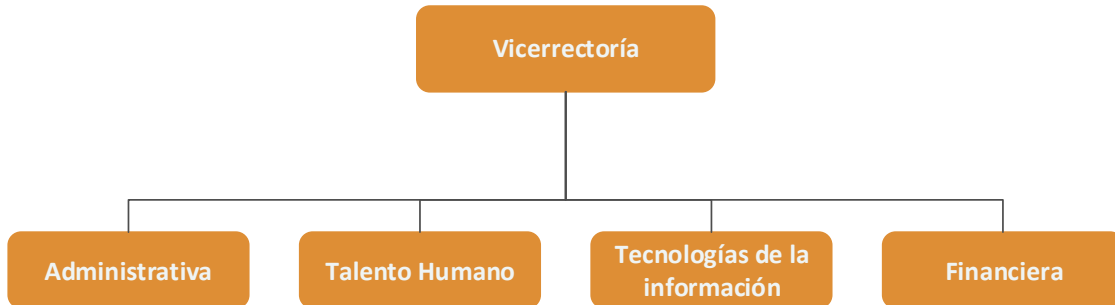 Vicerrectoría
Administrativa
Talento Humano
Tecnologías de la
información
Financiera